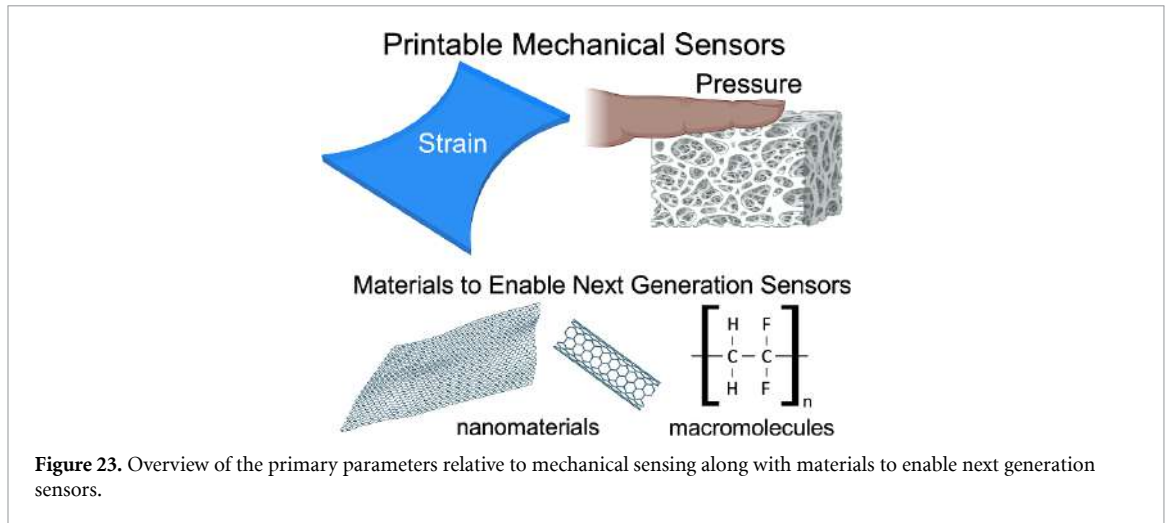 Printable Mechanical Sensors
Pressure
Strain
Materials to Enable Next Generation Sensors
H F
C C
H F
n
nanomaterials
macromolecules
Figure 23. Overview of the primary parameters relative to mechanical sensing along with materials to enable next generation
sensors.